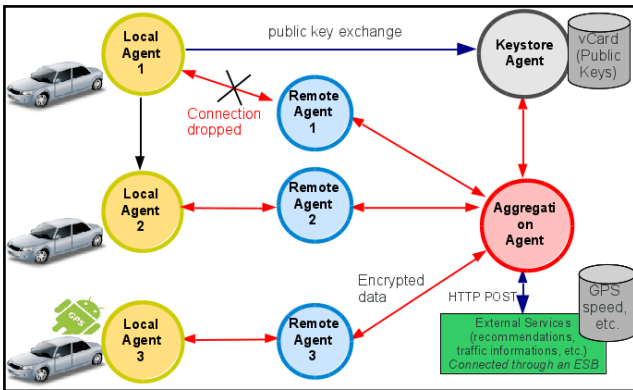 Local
Agent
1
public key exchange
Keystore
Agent
vCard
(Public
Keys)
Connection
dropped
Remote
Agent
1
Local
Agent
2
Remote
Agent
2
Aggregati
on
Agent
GPS
Local
Agent
3
Remote
Agent
3
Encrypted
data
HTTP POST
GPS
speed,
etc.
External Services
(recommendations,
traffic informations, etc.)
Connected through an ESB